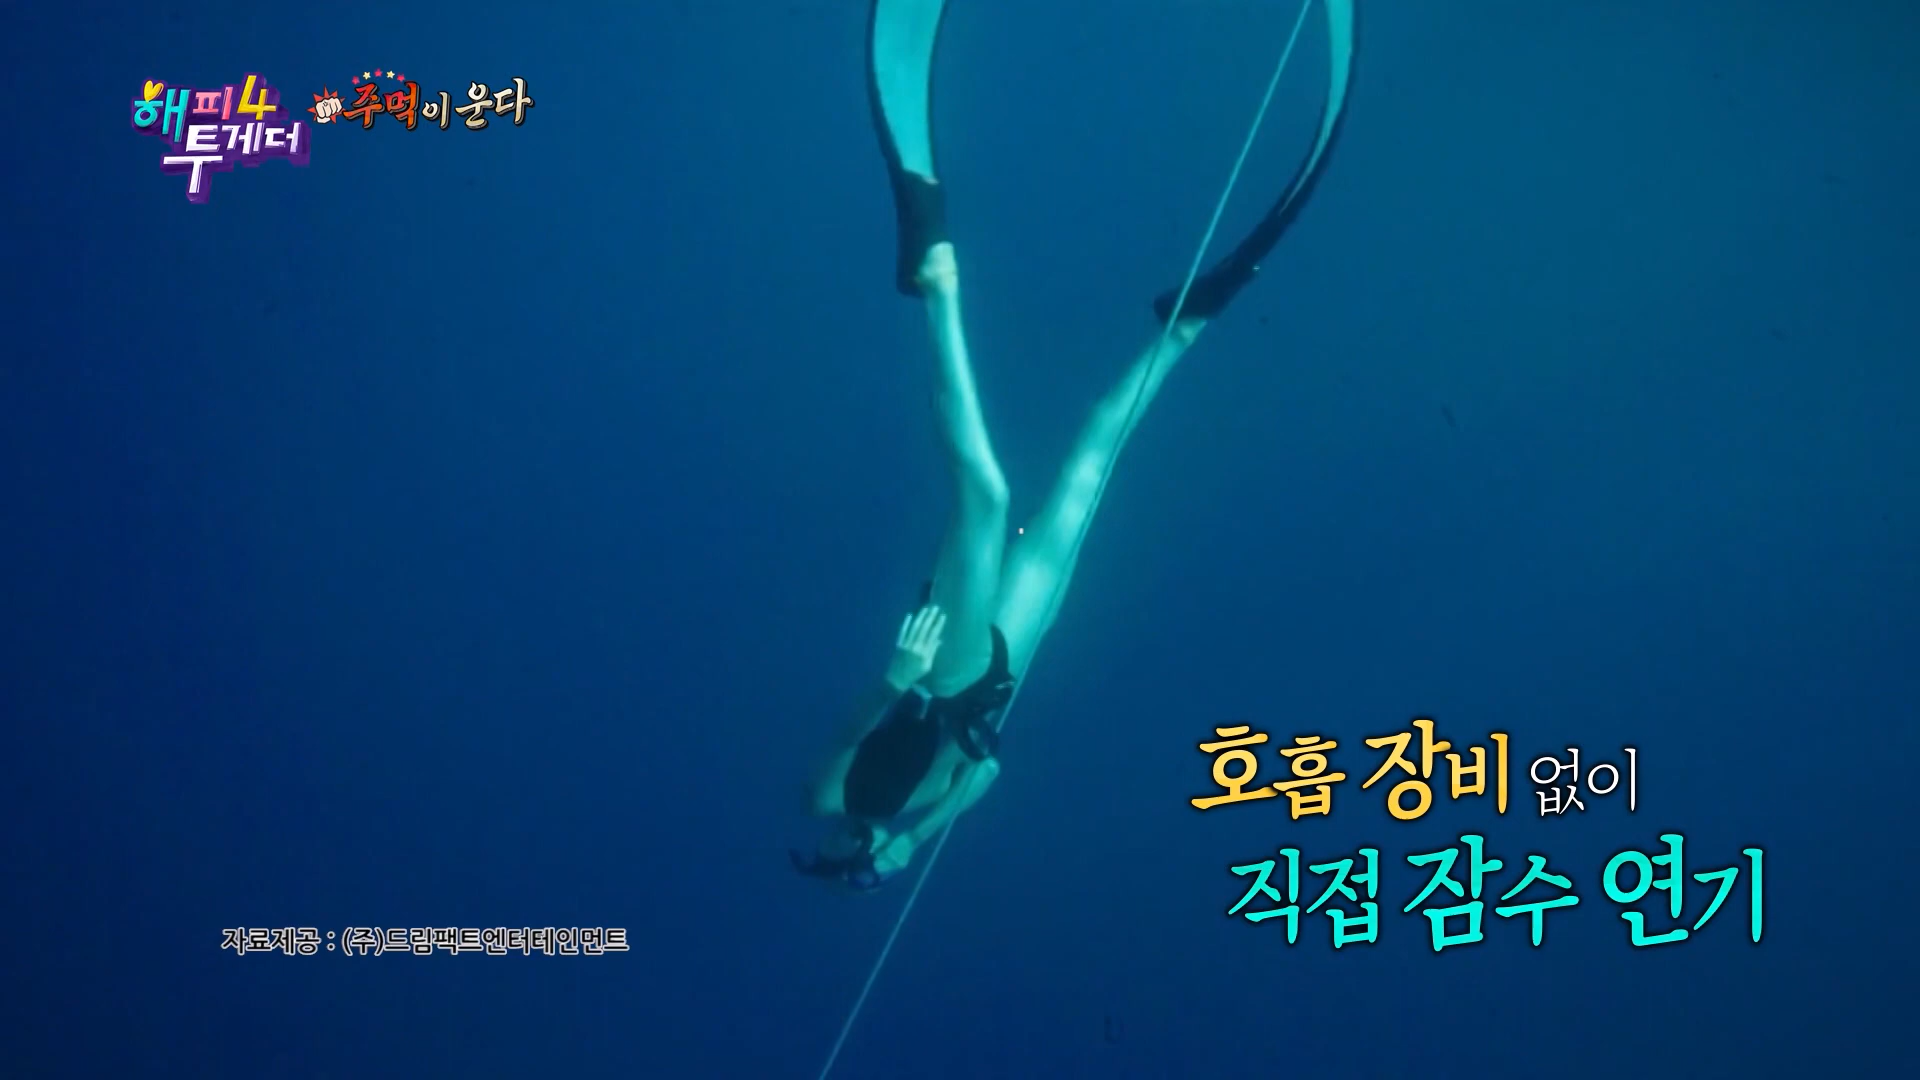 해피4
투게더
주먹이 운다
호흡 장비 없이
직접 잠수 연기
자료제공 : (주)드림팩트엔터테인먼트